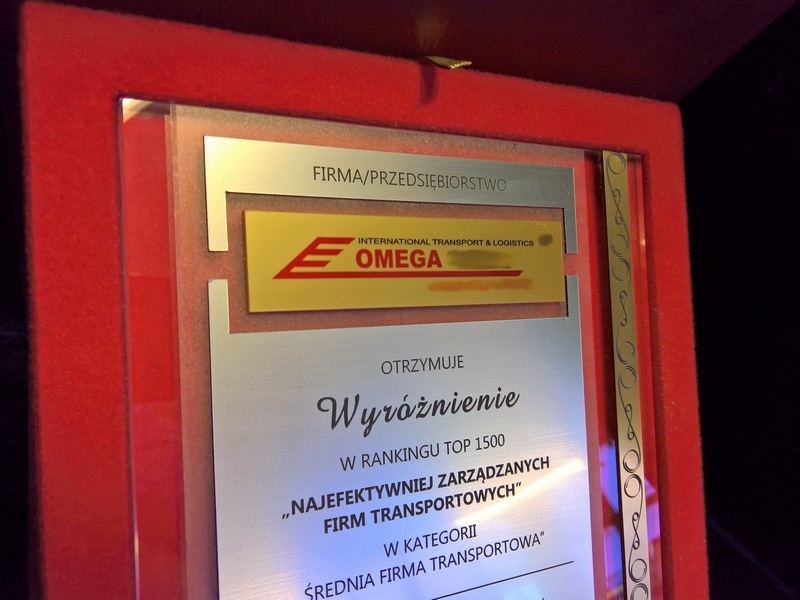 FIRMA/PRZEDSIĘBIORSTWO
INTERNATIONAL TRANSPORT & LOGISTICS
OMEGA
OTRZYMUJE
Wyróżnienie
W RANKINGU TOP 1500
„NAJEFEKTYWNIEJ ZARZĄDZANYCH
FIRM TRANSPORTOWYCH"
W KATEGORII
ŚREDNIA FIRMA TRANSPORTOWA"